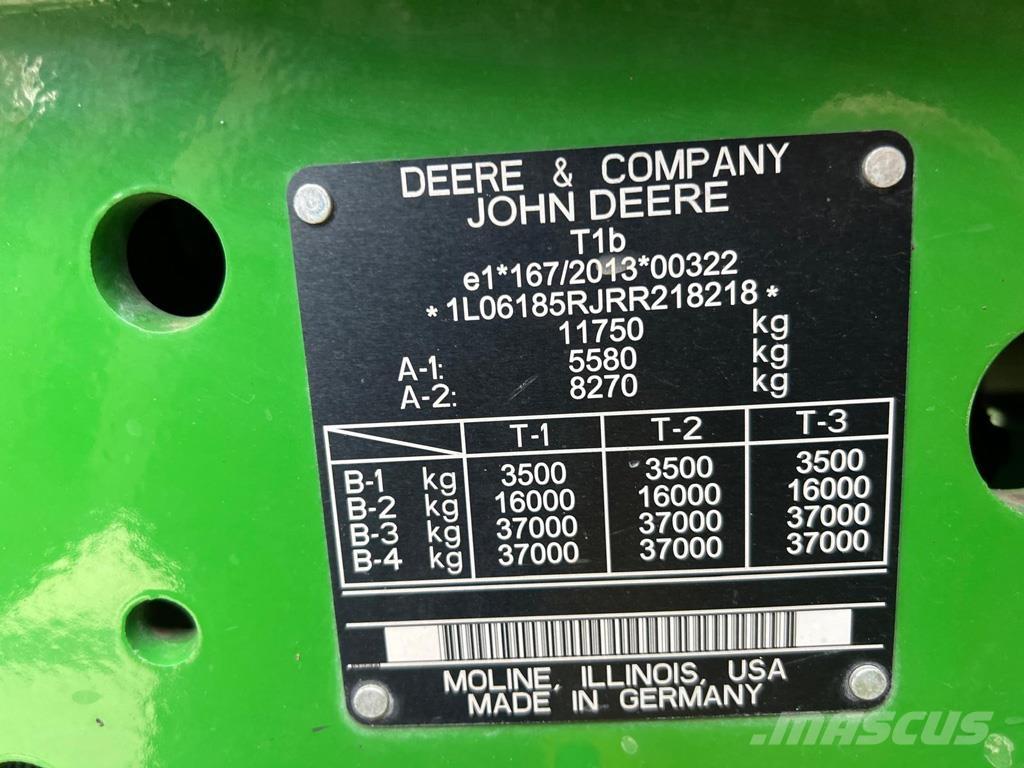 DEERE & COMPANY
JOHN DEERE
T1b
e1*167/2013*00322
*1L06185RJRR218218*
11750 kg
A-1: 5580 kg
A-2: 8270 kg
T-1 T-2 T-3
B-1 kg 3500 3500 3500
B-2 kg 16000 16000 16000
B-3 kg 37000 37000 37000
B-4 kg 37000 37000 37000
MOLINE, ILLINOIS, USA
MADE IN GERMANY
MASCUS